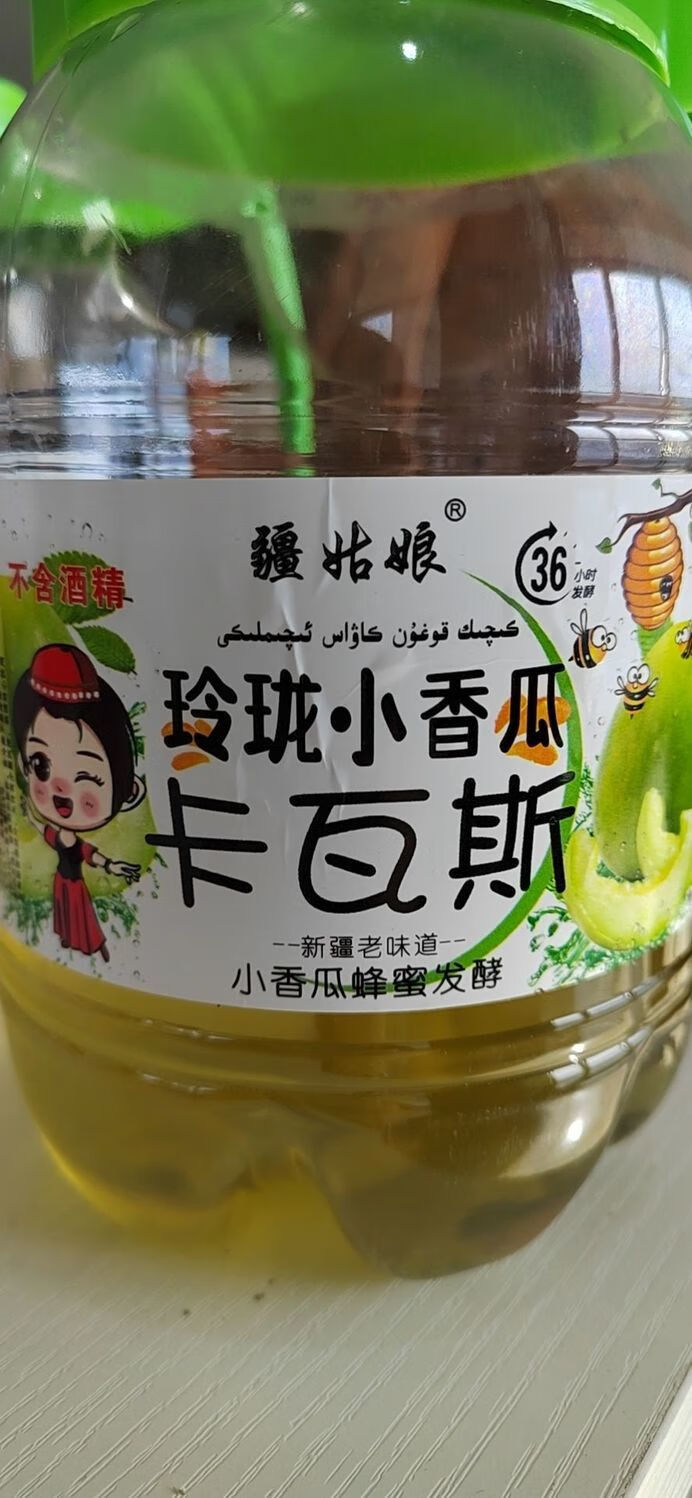 疆姑娘®
36
小时
发酵
不含酒精
كىچىك قوغۇن كاۋاس ئىچىملىكى
玲珑·小香瓜
卡瓦斯
--新疆老味道--
小香瓜蜂蜜发酵